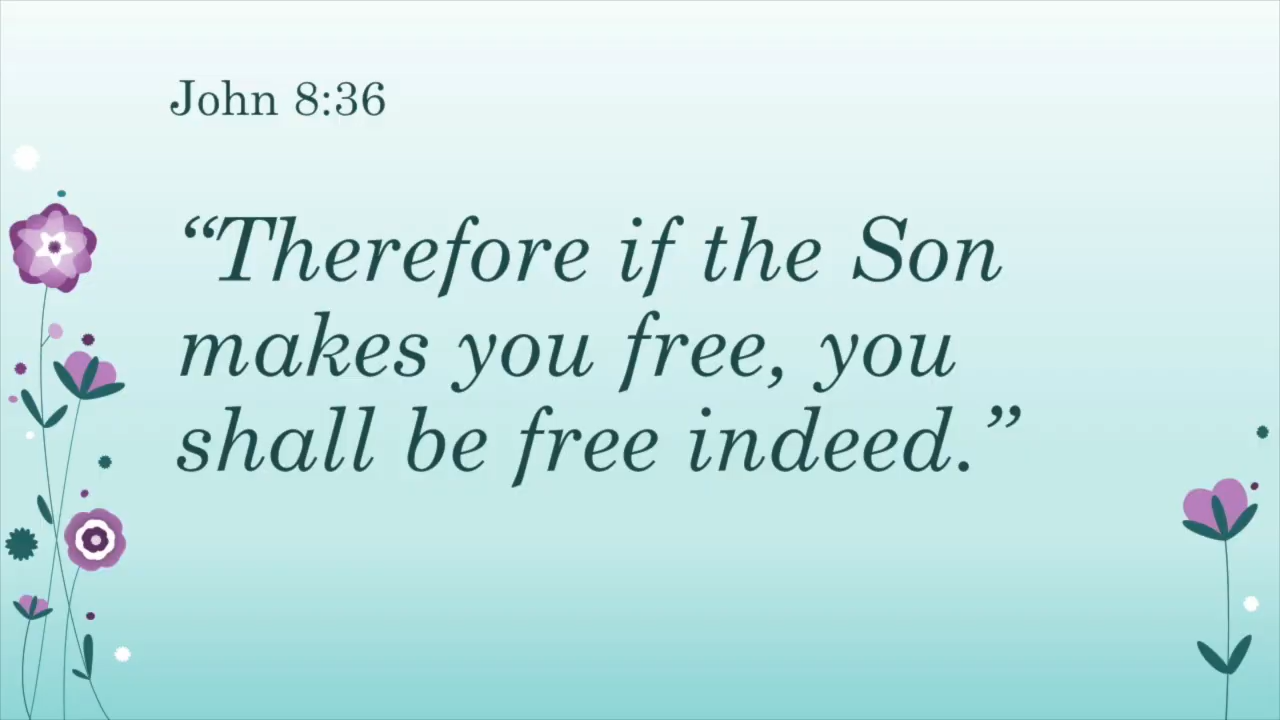 John 8:36
“Therefore if the Son
makes you free, you
shall be free indeed.”